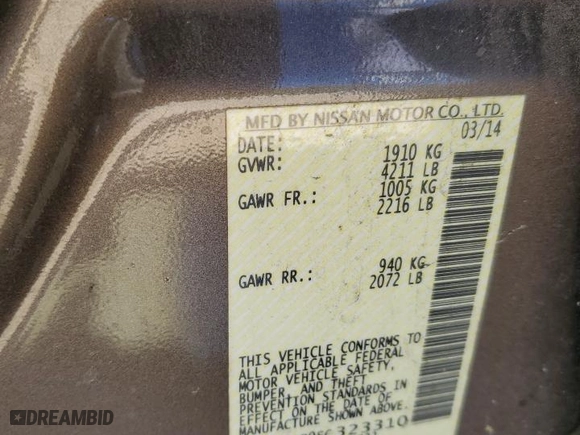 MFD BY NISSAN MOTOR CO., LTD.
DATE: 03/14
GVWR: 1910 KG
4211 LB
GAWR FR.: 1005 KG
2216 LB
GAWR RR.: 940 KG
2072 LB
THIS VEHICLE CONFORMS TO
ALL APPLICABLE FEDERAL
MOTOR VEHICLE SAFETY,
BUMPER, AND THEFT
PREVENTION STANDARDS IN
EFFECT ON THE DATE OF
MANUFACTURE SHOWN ABOVE.
323310
DREAMBID